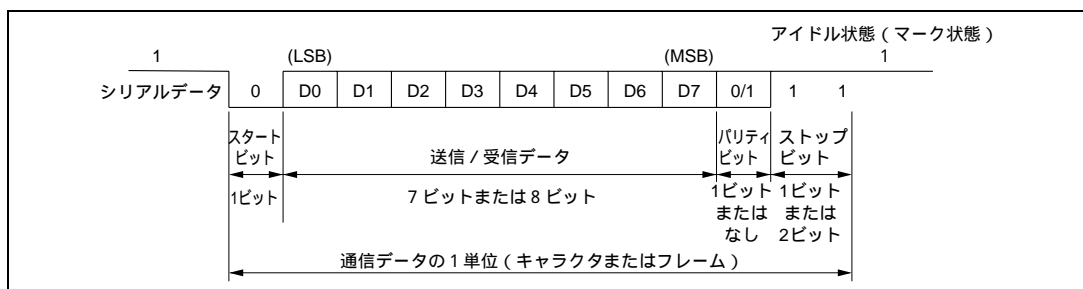 アイドル状態(マーク状態)
1 (LSB) (MSB) 1
シリアルデータ 0 D0 D1 D2 D3 D4 D5 D6 D7 0/1 1 1
スタート
ビット
送信/受信データ
パリティ
ビット
ストップ
ビット
1ビット
7ビットまたは8ビット
1ビット
または
なし
1ビット
または
2ビット
通信データの1単位(キャラクタまたはフレーム)